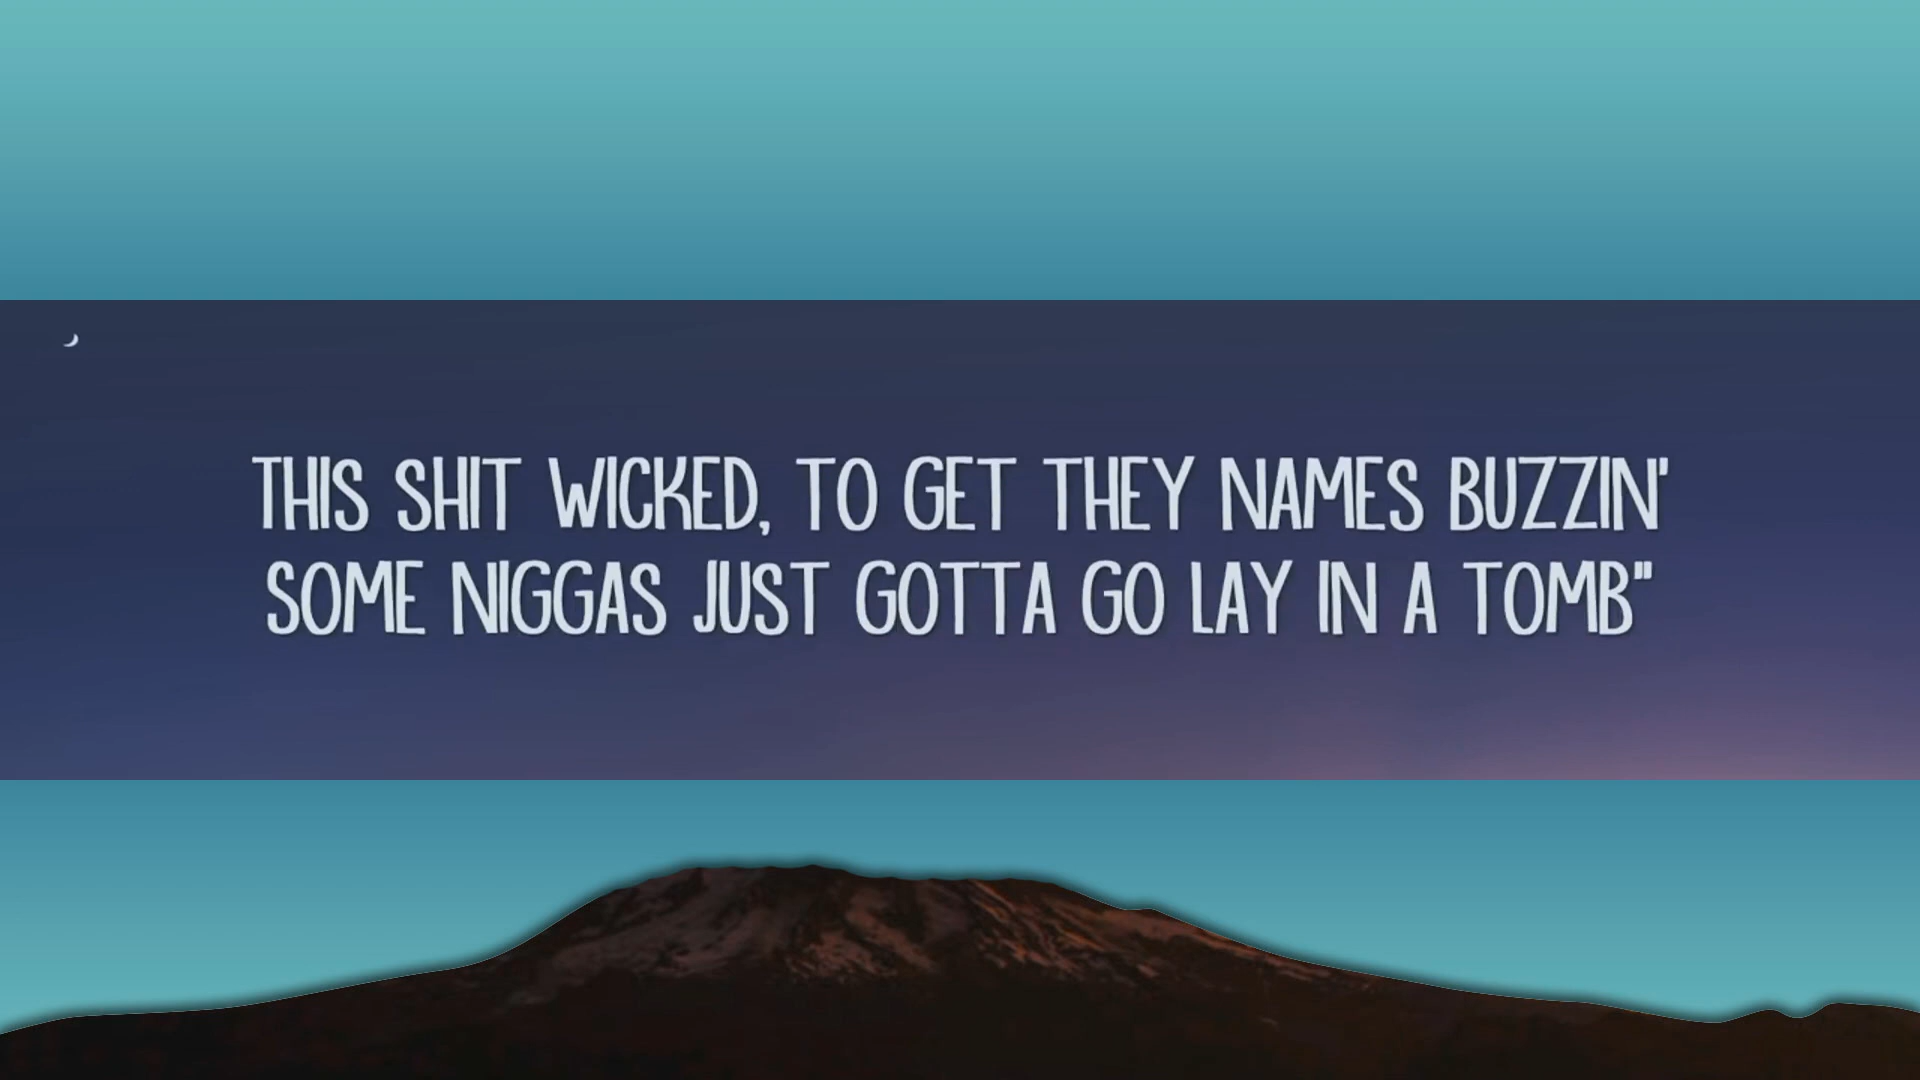 THIS SHIT WICKED, TO GET THEY NAMES BUZZIN'
SOME NIGGAS JUST GOTTA GO LAY IN A TOMB"